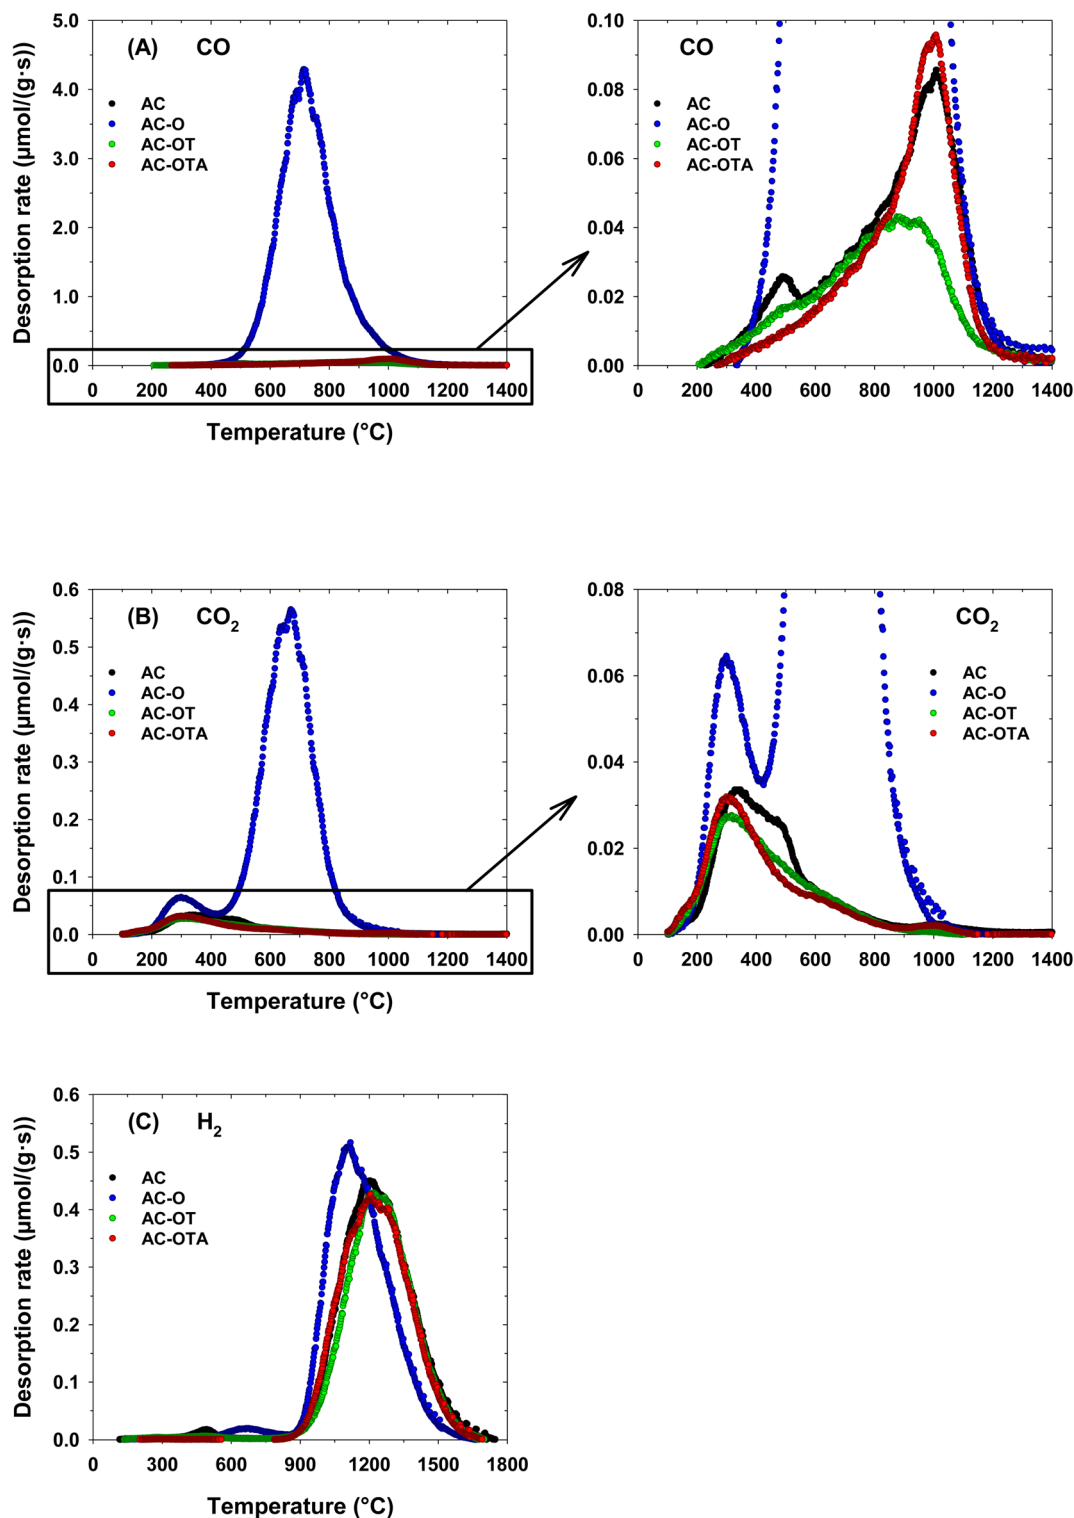 (A) CO
AC
AC-O
AC-OT
AC-OTA
5.0
4.0
3.0
2.0
1.0
0.0
0 200 400 600 800 1000 1200 1400
Desorption rate (µmol/(g·s))
Temperature (°C)
CO
AC
AC-O
AC-OT
AC-OTA
0.10
0.08
0.06
0.04
0.02
0.00
0 200 400 600 800 1000 1200 1400
(B) CO₂
AC
AC-O
AC-OT
AC-OTA
0.6
0.5
0.4
0.3
0.2
0.1
0.0
0 200 400 600 800 1000 1200 1400
Desorption rate (µmol/(g·s))
Temperature (°C)
CO₂
AC
AC-O
AC-OT
AC-OTA
0.08
0.06
0.04
0.02
0.00
0 200 400 600 800 1000 1200 1400
(C) H₂
AC
AC-O
AC-OT
AC-OTA
0.6
0.5
0.4
0.3
0.2
0.1
0.0
0 300 600 900 1200 1500 1800
Desorption rate (µmol/(g·s))
Temperature (°C)